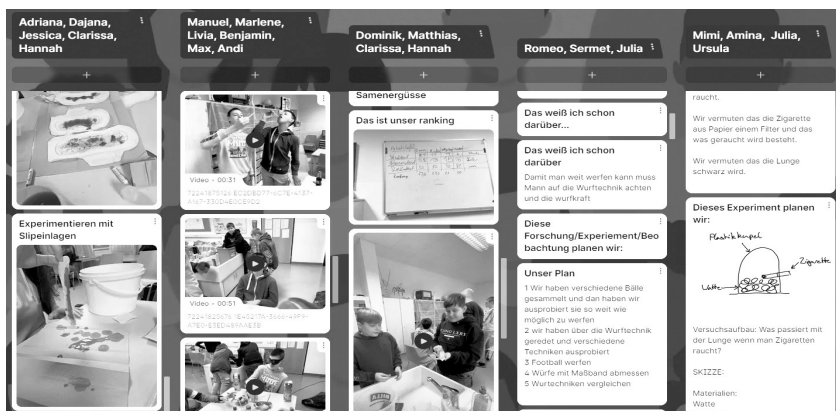 Adriana, Dajana,
Jessica, Clarissa,
Hannah
+
Experimentieren mit
Slipeinlagen
Manuel, Marlene,
Livia, Benjamin,
Max, Andi
+
Video - 00:31
Video - 00:51
Dominik, Matthias,
Clarissa, Hannah
+
Samenergüsse
Das ist unser ranking
Romeo, Sermet, Julia
+
Das weiß ich schon
darüber...
Das weiß ich schon
darüber
Damit man weit werfen kann muss
Mann auf die Wurftechnik achten
und die wurfkraft
Diese
Forschung/Experiement/Beo
bachtung planen wir:
Unser Plan
1 Wir haben verschiedene Bälle
gesammelt und dan haben wir
ausprobiert sie so weit wie
möglich zu werfen
2 wir haben über die Wurftechnik
geredet und verschiedene
Techniken ausprobiert
3 Football werfen
4 Würfe mit Maßband abmessen
5 Wurtechniken vergleichen
Mimi, Amina, Julia,
Ursula
+
raucht.
Wir vermuten das die Zigarette
aus Papier einem Filter und das
was geraucht wird besteht.
Wir vermuten das die Lunge
schwarz wird.
Dieses Experiment planen
wir:
Plastikkuppel
Zigarette
Watte
Versuchsaufbau: Was passiert mit
der Lunge wenn man Zigaretten
raucht?
SKIZZE:
Materialien:
Watte